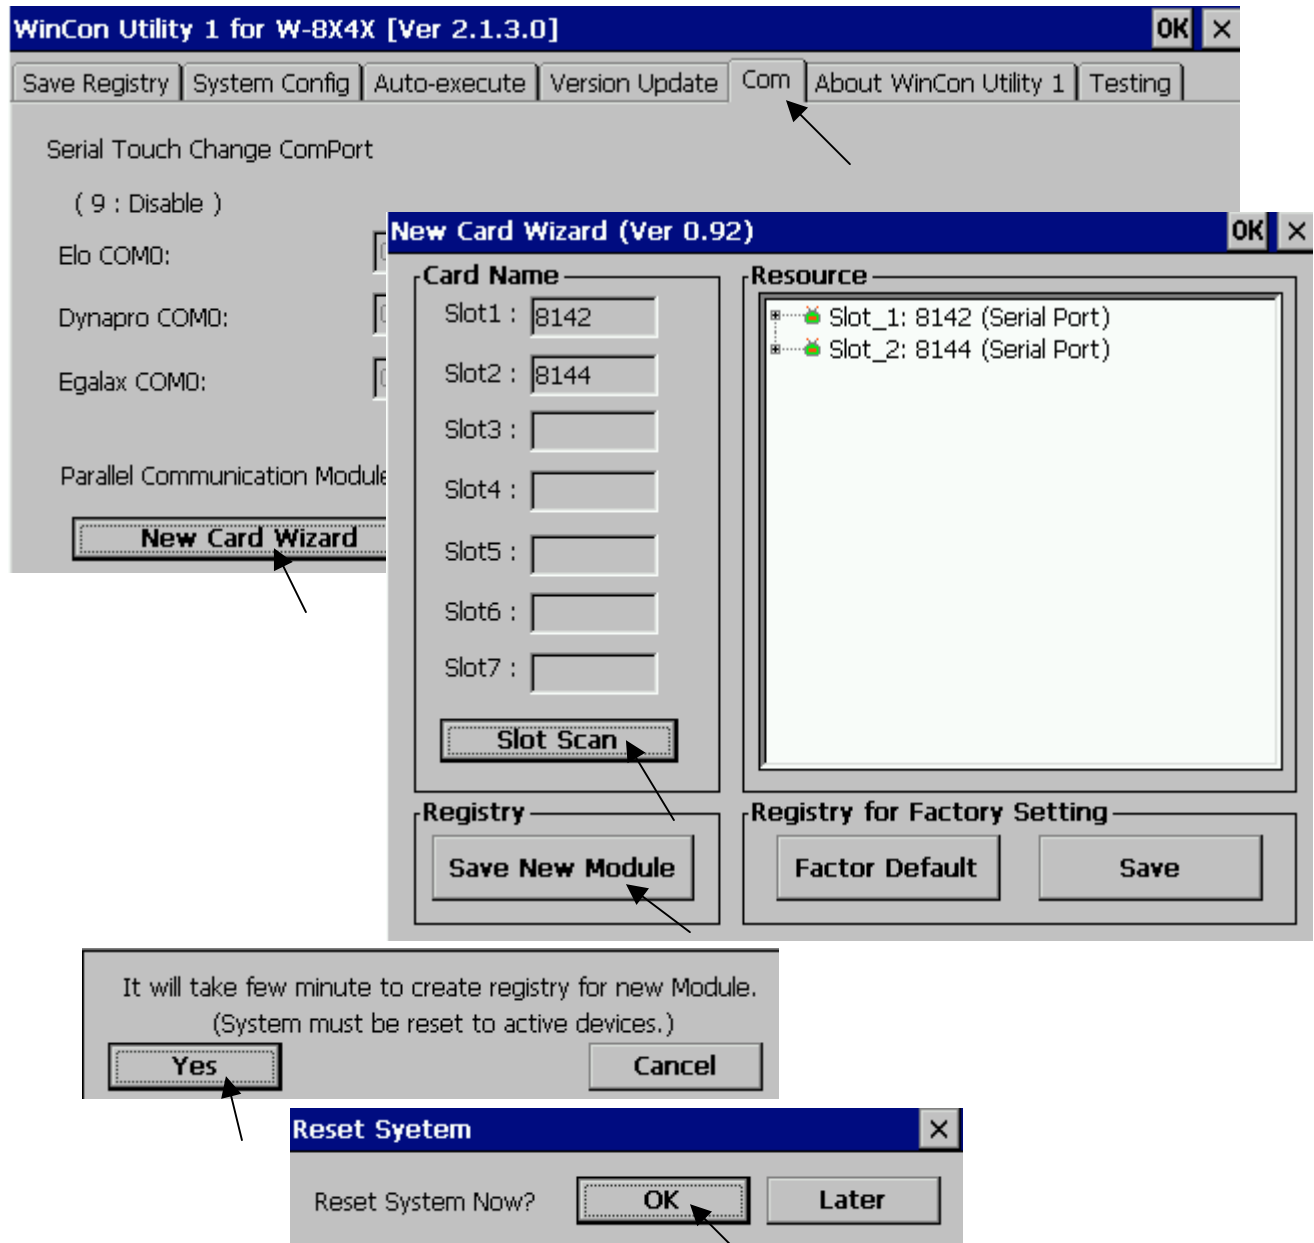 WinCon Utility 1 for W-8X4X [Ver 2.1.3.0] OK ×
Save Registry System Config Auto-execute Version Update Com About WinCon Utility 1 Testing
Serial Touch Change ComPort
( 9 : Disable )
Elo COM0:
Dynapro COM0:
Egalax COM0:
Parallel Communication Module
New Card Wizard
New Card Wizard (Ver 0.92) OK ×
Card Name
Slot1 : 8142
Slot2 : 8144
Slot3 :
Slot4 :
Slot5 :
Slot6 :
Slot7 :
Slot Scan
Resource
Slot_1: 8142 (Serial Port)
Slot_2: 8144 (Serial Port)
Registry
Save New Module
Registry for Factory Setting
Factor Default Save
It will take few minute to create registry for new Module.
(System must be reset to active devices.)
Yes Cancel
Reset Syetem ×
Reset System Now? OK Later